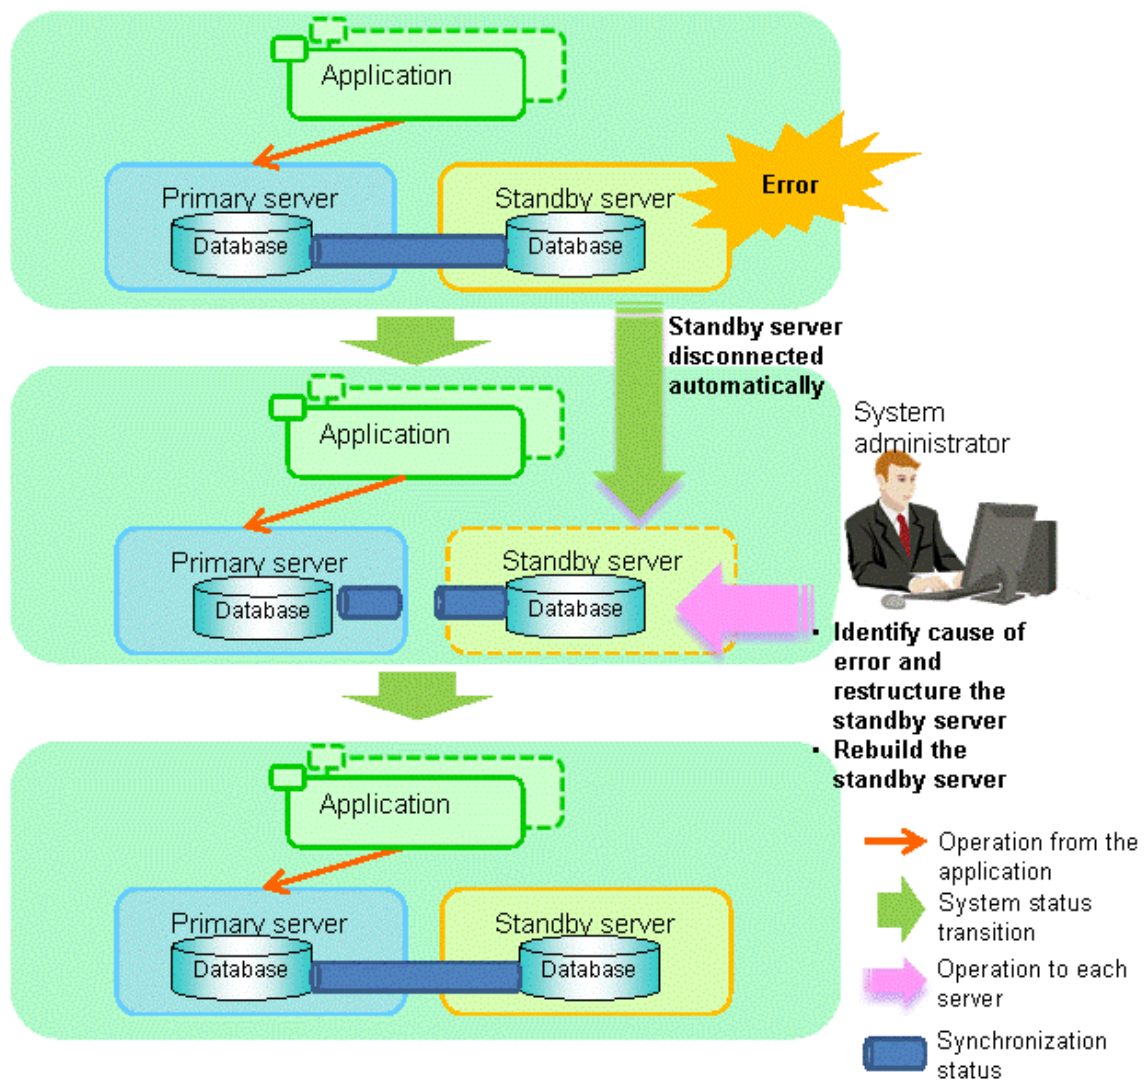 Application
Error
Primary server
Standby server
Database
Database
Standby server
disconnected
automatically
Application
System
administrator
Primary server
Standby server
Database
Database
• Identify cause of
error and
restructure the
standby server
• Rebuild the
standby server
Application
Primary server
Standby server
Database
Database
Operation from the
application
System status
transition
Operation to each
server
Synchronization
status